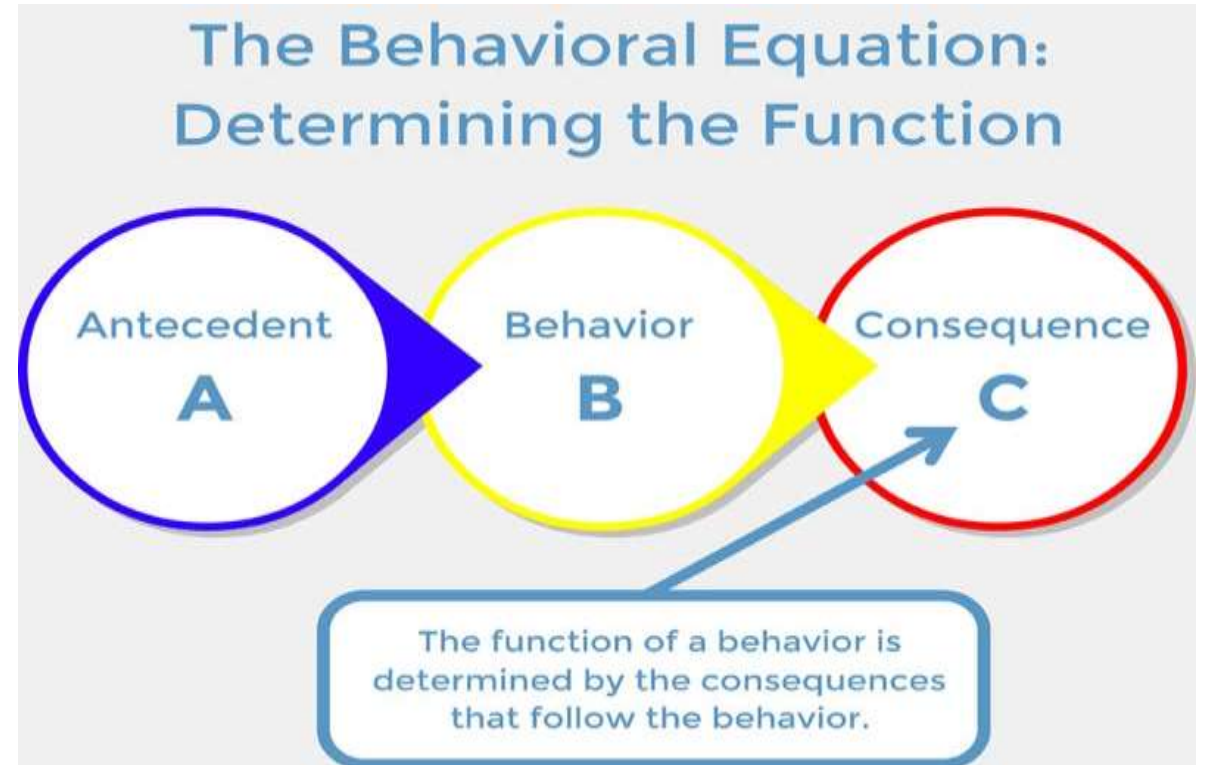 The Behavioral Equation:
Determining the Function
Antecedent
A
Behavior
B
Consequence
C
The function of a behavior is
determined by the consequences
that follow the behavior.